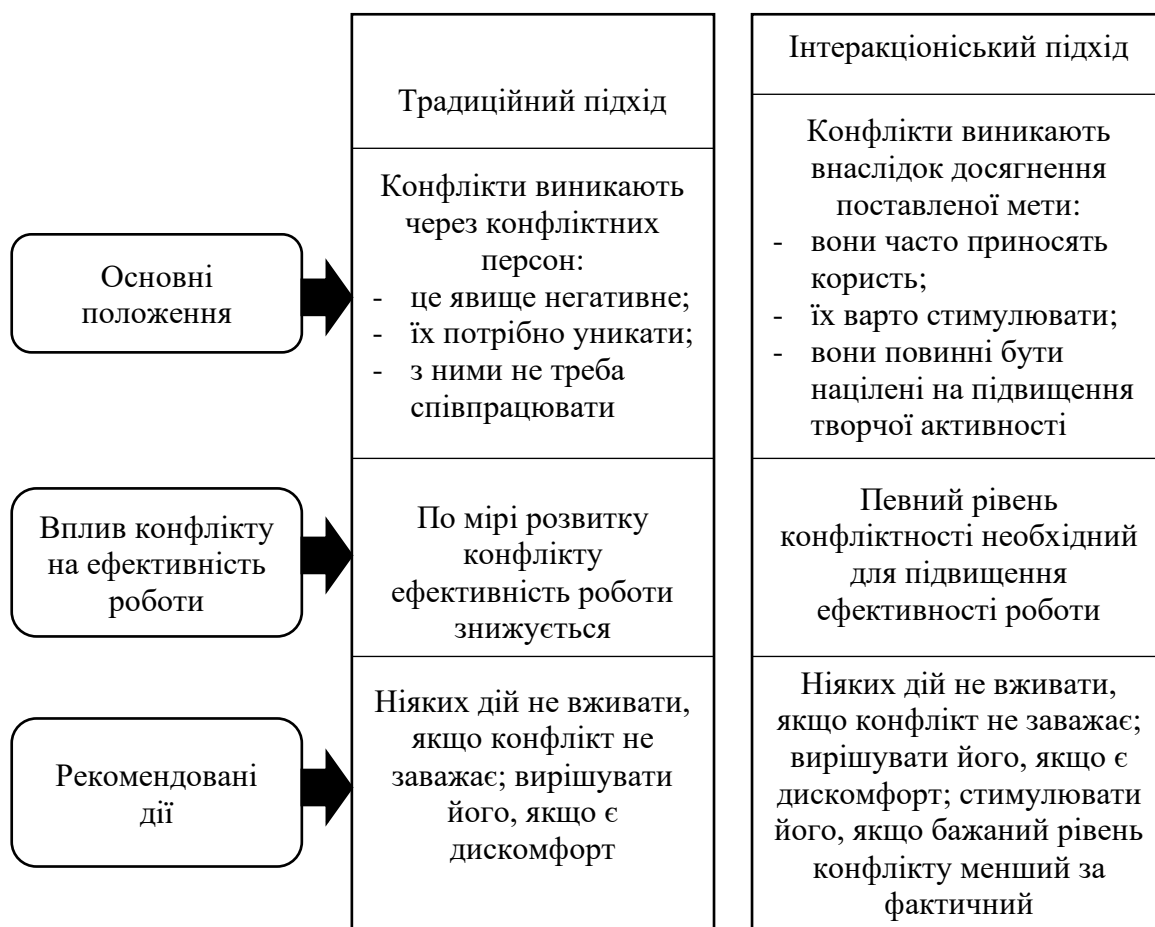 Традиційний підхід
Інтеракціоніський підхід
Основні
положення
Конфлікти виникають
через конфліктних
персон:
- це явище негативне;
- їх потрібно уникати;
- з ними не треба
співпрацювати
Конфлікти виникають
внаслідок досягнення
поставленої мети:
- вони часто приносять
користь;
- їх варто стимулювати;
- вони повинні бути
націлені на підвищення
творчої активності
Вплив конфлікту
на ефективність
роботи
По мірі розвитку
конфлікту
ефективність роботи
знижується
Певний рівень
конфліктності необхідний
для підвищення
ефективності роботи
Рекомендовані
дії
Ніяких дій не вживати,
якщо конфлікт не
заважає; вирішувати
його, якщо є
дискомфорт
Ніяких дій не вживати,
якщо конфлікт не заважає;
вирішувати його, якщо є
дискомфорт; стимулювати
його, якщо бажаний рівень
конфлікту менший за
фактичний